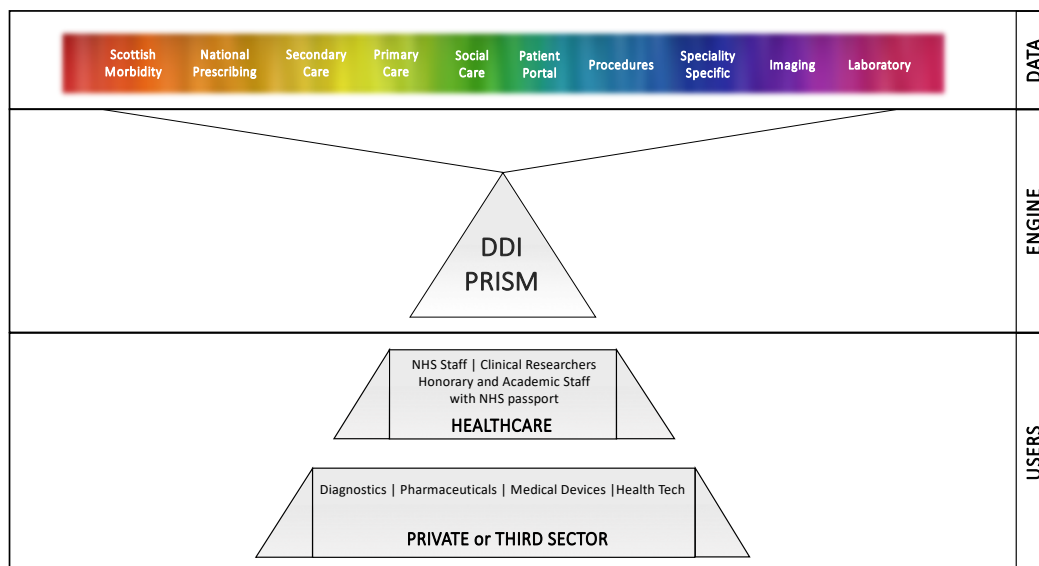 Scottish
Morbidity
National
Prescribing
Secondary
Care
Primary
Care
Social
Care
Patient
Portal
Procedures
Speciality
Specific
Imaging
Laboratory
DATA
DDI
PRISM
ENGINE
NHS Staff | Clinical Researchers
Honorary and Academic Staff
with NHS passport
HEALTHCARE
Diagnostics | Pharmaceuticals | Medical Devices |Health Tech
PRIVATE or THIRD SECTOR
USERS